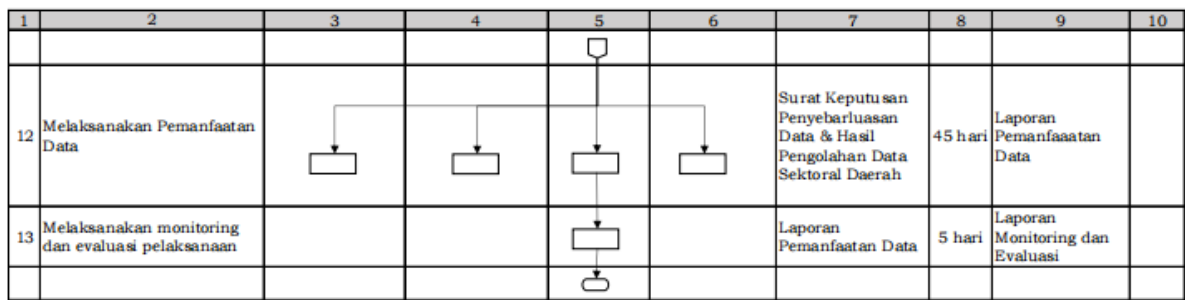 1 2 3 4 5 6 7 8 9 10
12
Melaksanakan Pemanfaatan
Data
Surat Keputusan
Penyebarluasan
Data & Hasil
Pengolahan Data
Sektoral Daerah
45 hari
Laporan
Pemanfaaatan
Data
13
Melaksanakan monitoring
dan evaluasi pelaksanaan
Laporan
Pemanfaatan Data
5 hari
Laporan
Monitoring dan
Evaluasi